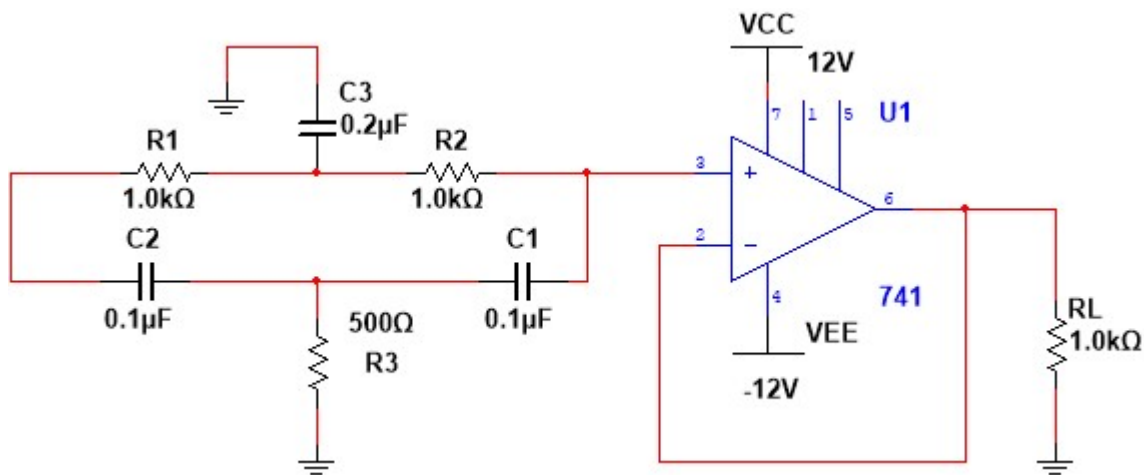 VCC
12V
C3
0.2µF
7
1
5
U1
R1
1.0kΩ
R2
1.0kΩ
3
+
6
2
−
C2
0.1µF
C1
0.1µF
4
741
500Ω
R3
VEE
-12V
RL
1.0kΩ